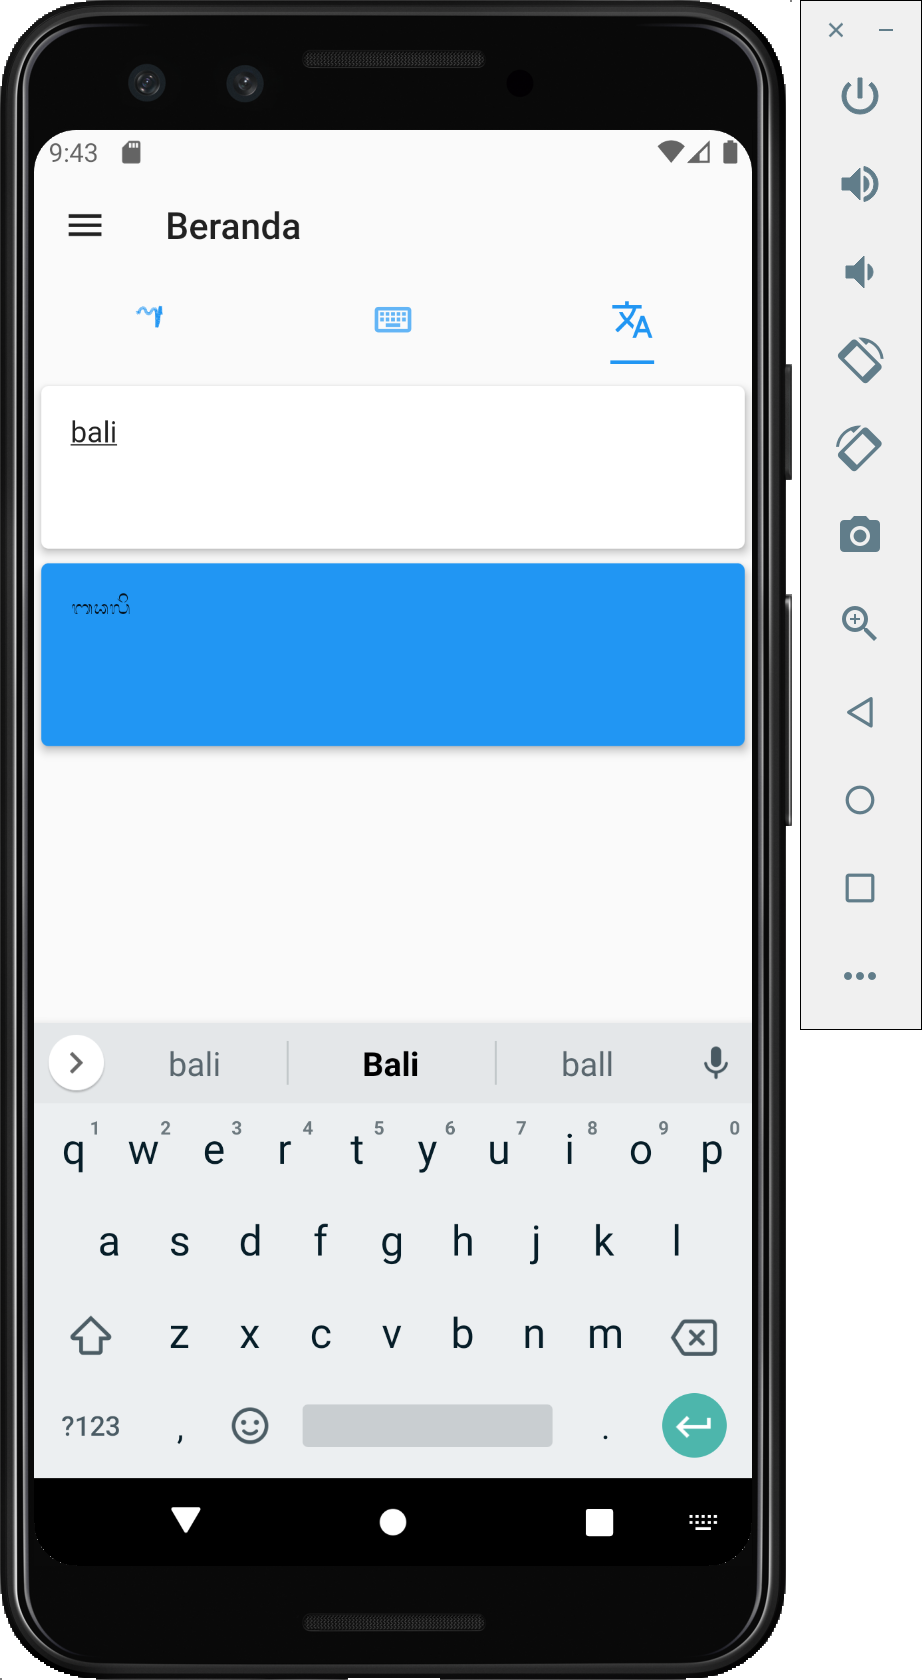 9:43
Beranda
bali
bali Bali ball
q1 w2 e3 r4 t5 y6 u7 i8 o9 p0
a s d f g h j k l
z x c v b n m
?123 , .